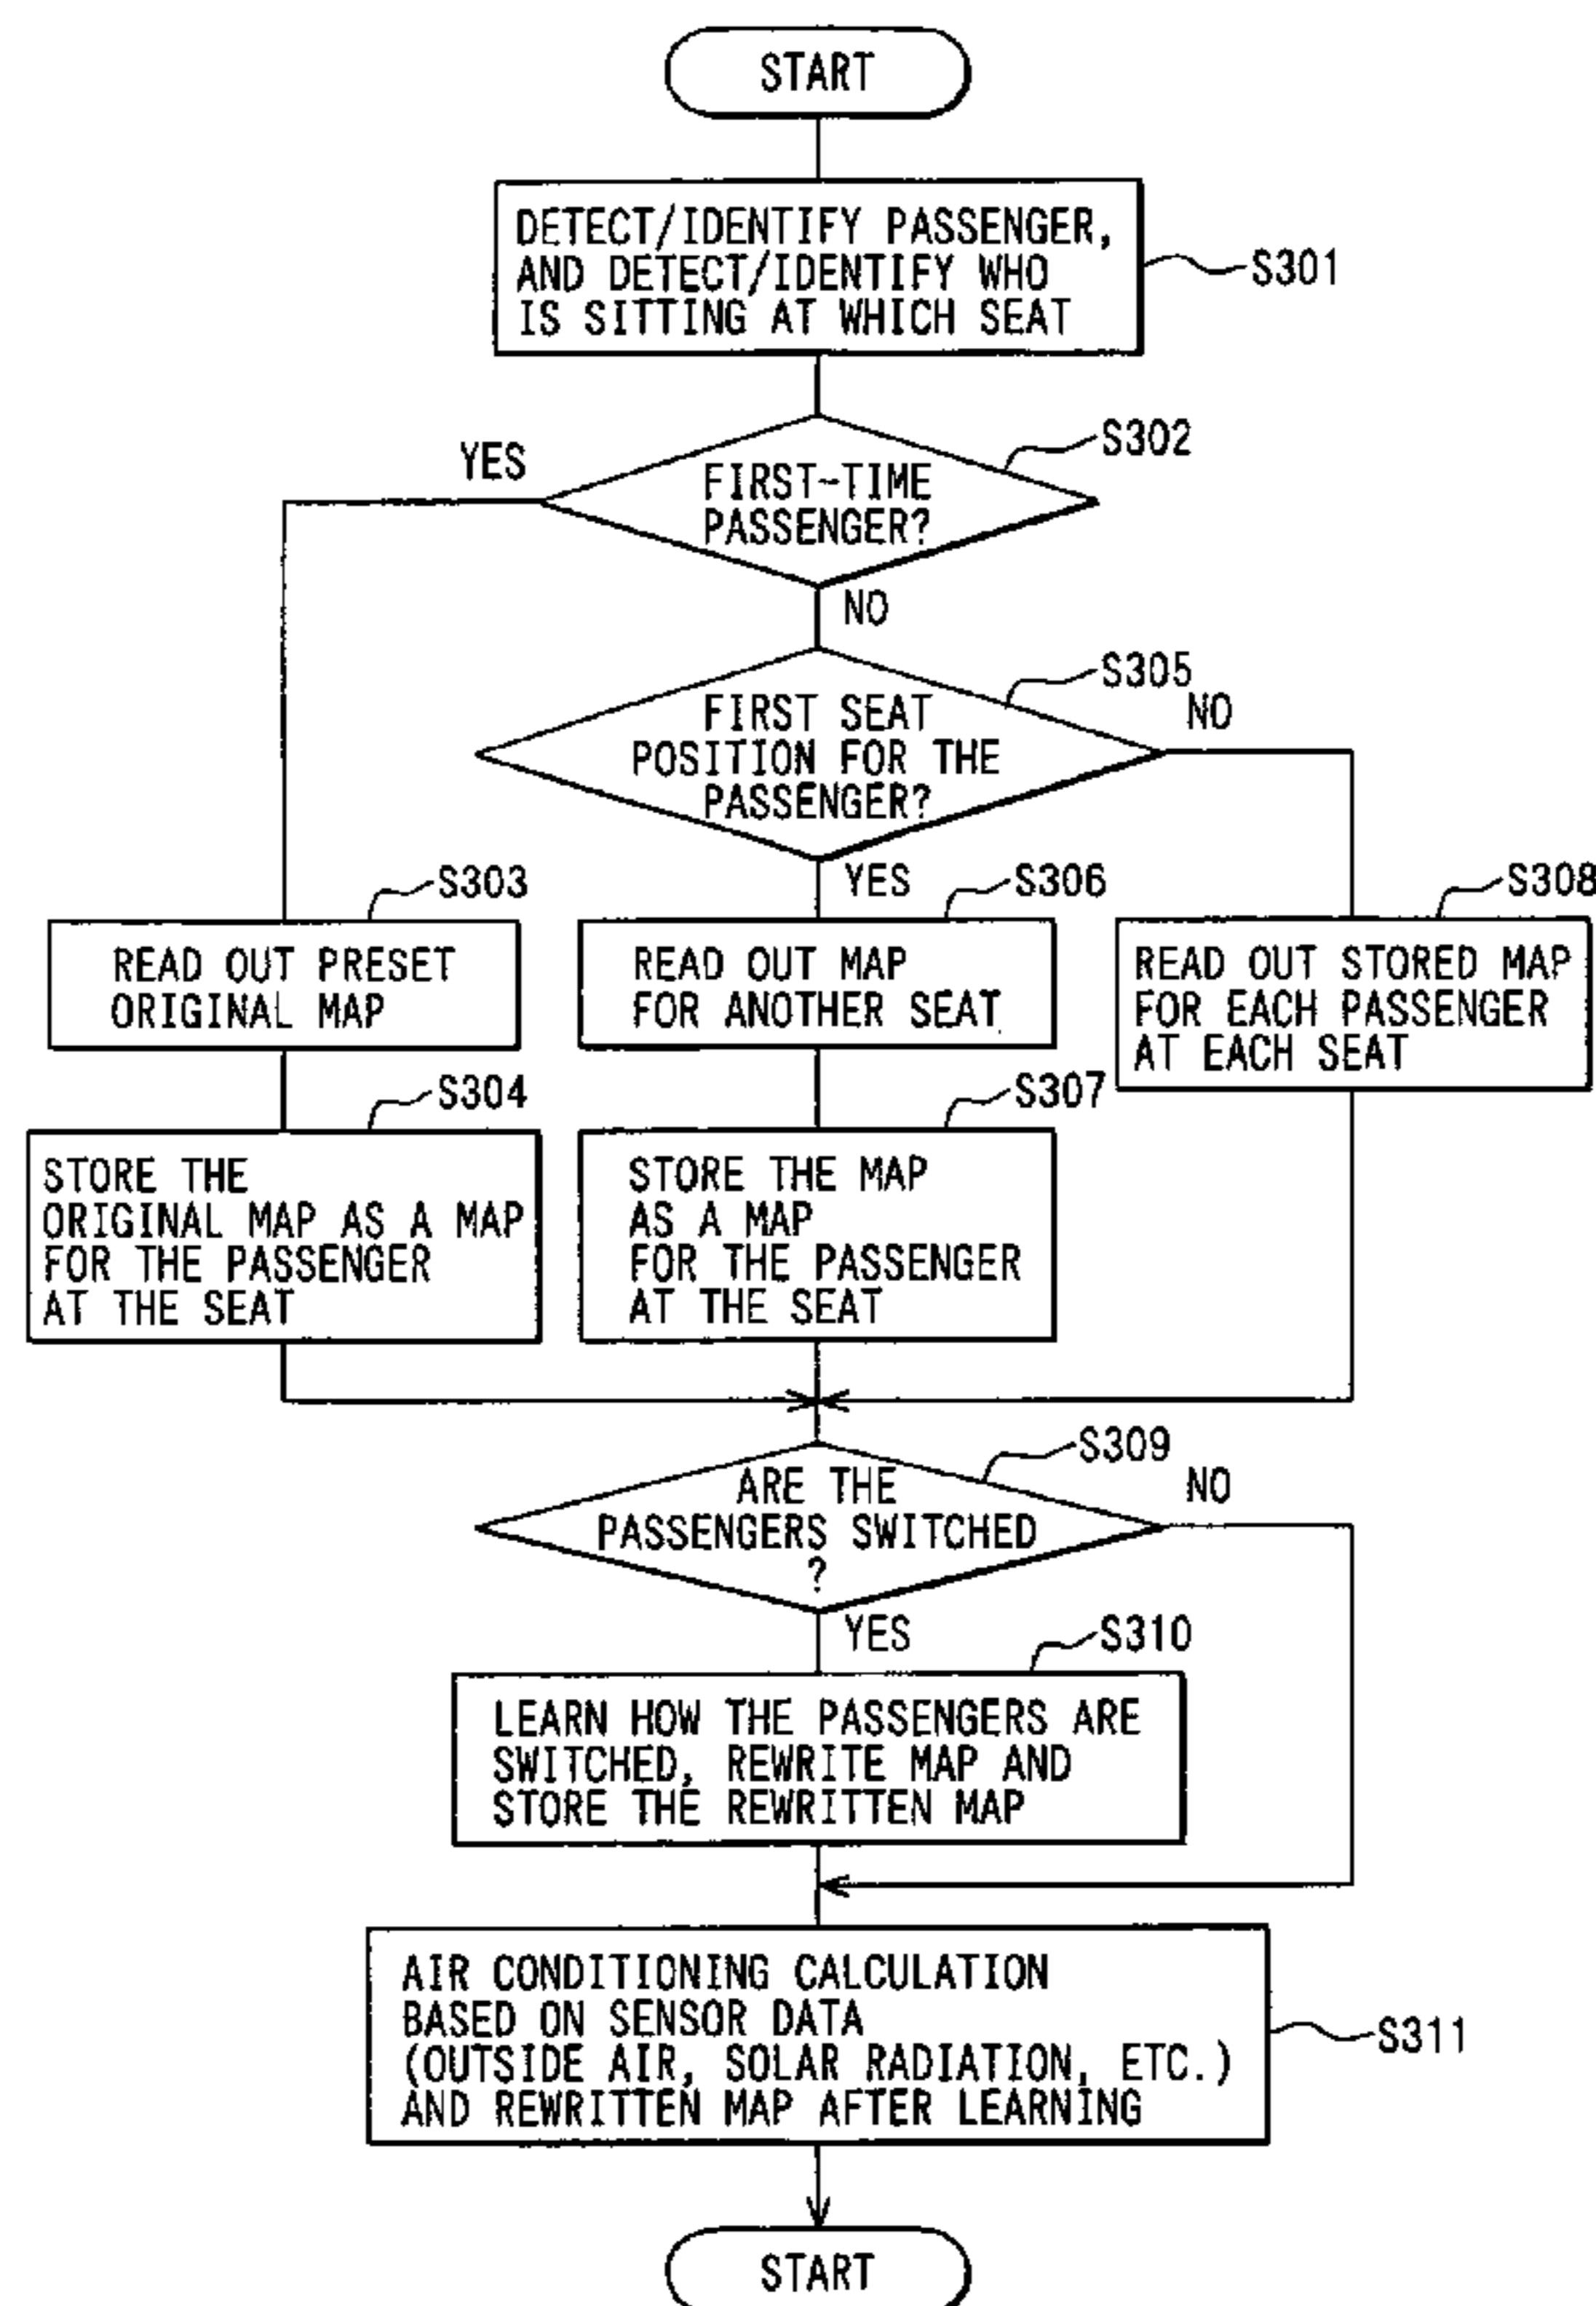 START
DETECT/IDENTIFY PASSENGER,
AND DETECT/IDENTIFY WHO
IS SITTING AT WHICH SEAT
S301
S302
YES
FIRST-TIME
PASSENGER?
NO
S305
NO
FIRST SEAT
POSITION FOR THE
PASSENGER?
YES
S303
READ OUT PRESET
ORIGINAL MAP
S306
READ OUT MAP
FOR ANOTHER SEAT
S308
READ OUT STORED MAP
FOR EACH PASSENGER
AT EACH SEAT
S304
STORE THE
ORIGINAL MAP AS A MAP
FOR THE PASSENGER
AT THE SEAT
S307
STORE THE MAP
AS A MAP
FOR THE PASSENGER
AT THE SEAT
S309
NO
ARE THE
PASSENGERS SWITCHED
?
YES
S310
LEARN HOW THE PASSENGERS ARE
SWITCHED, REWRITE MAP AND
STORE THE REWRITTEN MAP
AIR CONDITIONING CALCULATION
BASED ON SENSOR DATA
(OUTSIDE AIR, SOLAR RADIATION, ETC.)
AND REWRITTEN MAP AFTER LEARNING
S311
START